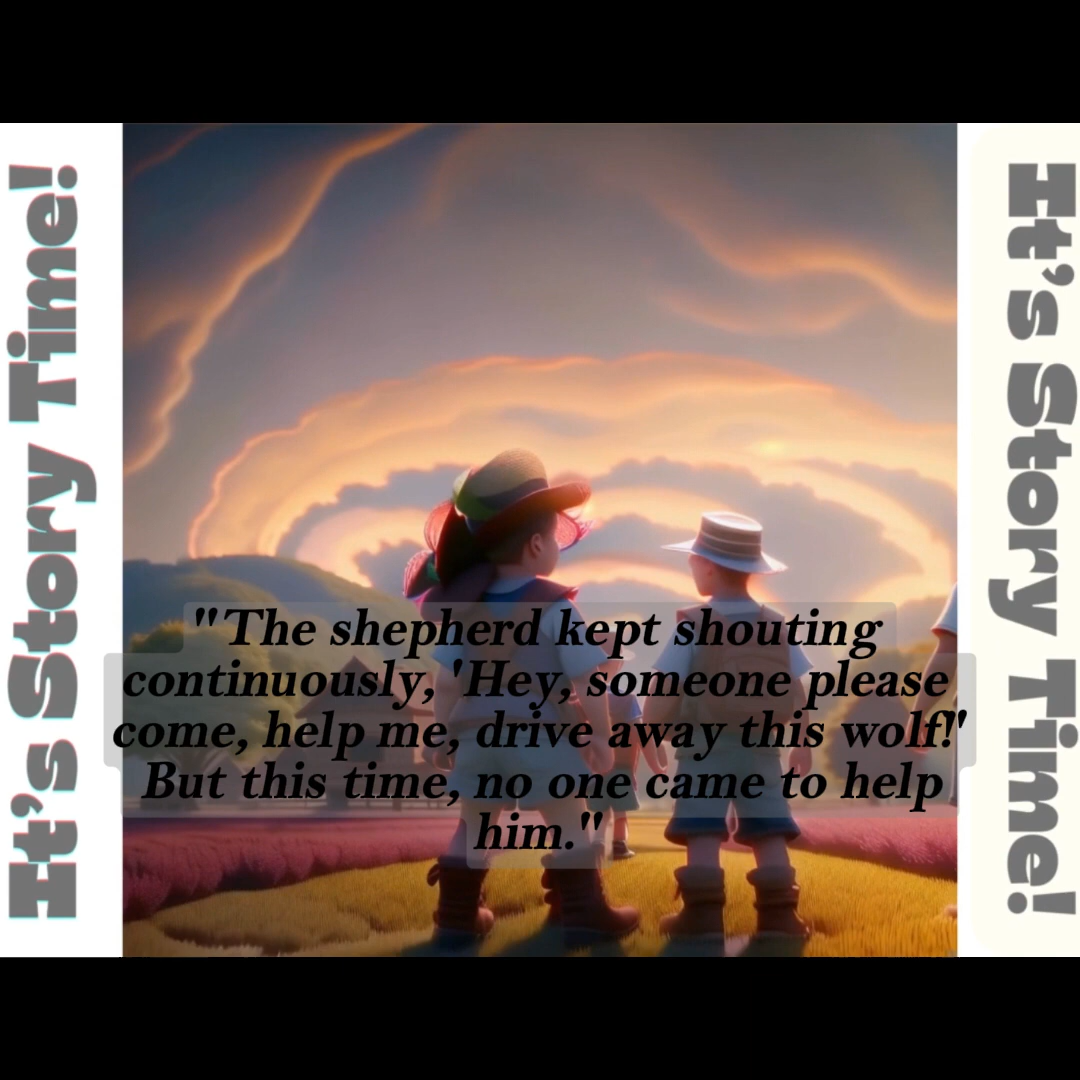 It's Story Time!
"The shepherd kept shouting
continuously, 'Hey, someone please
come, help me, drive away this wolf!'
But this time, no one came to help
him."
It's Story Time!